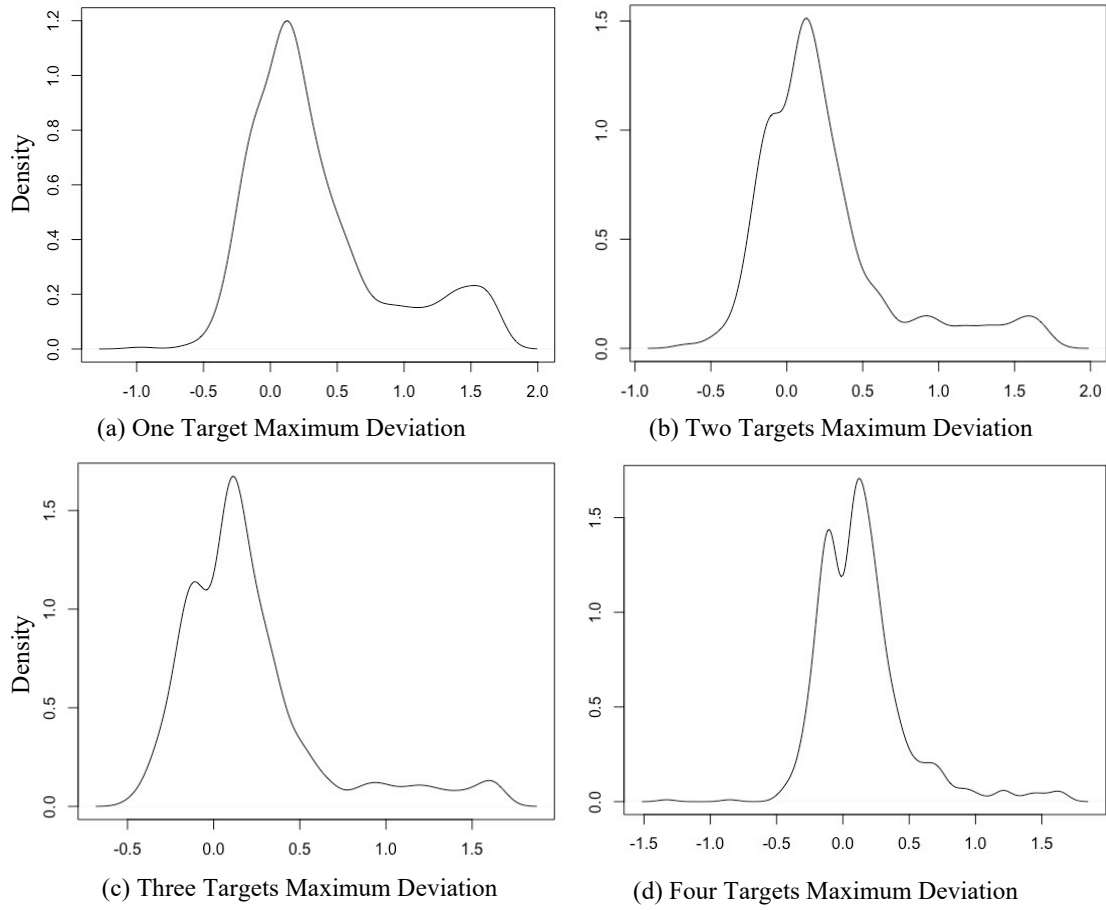 Density
1.2
1.0
0.8
0.6
0.4
0.2
0.0
-1.0 -0.5 0.0 0.5 1.0 1.5 2.0
(a) One Target Maximum Deviation
1.5
1.0
0.5
0.0
-1.0 -0.5 0.0 0.5 1.0 1.5 2.0
(b) Two Targets Maximum Deviation
Density
1.5
1.0
0.5
0.0
-0.5 0.0 0.5 1.0 1.5
(c) Three Targets Maximum Deviation
1.5
1.0
0.5
0.0
-1.5 -1.0 -0.5 0.0 0.5 1.0 1.5
(d) Four Targets Maximum Deviation